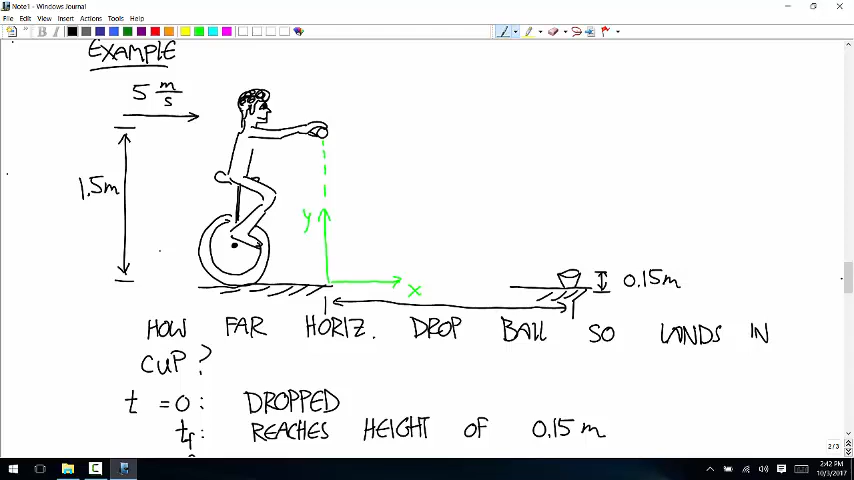 Note1 - Windows Journal
File Edit View Insert Actions Tools Help
EXAMPLE
5 m/s
1.5m
y
x
0.15m
HOW FAR HORIZ. DROP BALL SO LANDS IN
CUP?
t = 0 : DROPPED
tf : REACHES HEIGHT OF 0.15 m
2/3
2:42 PM
10/3/2017